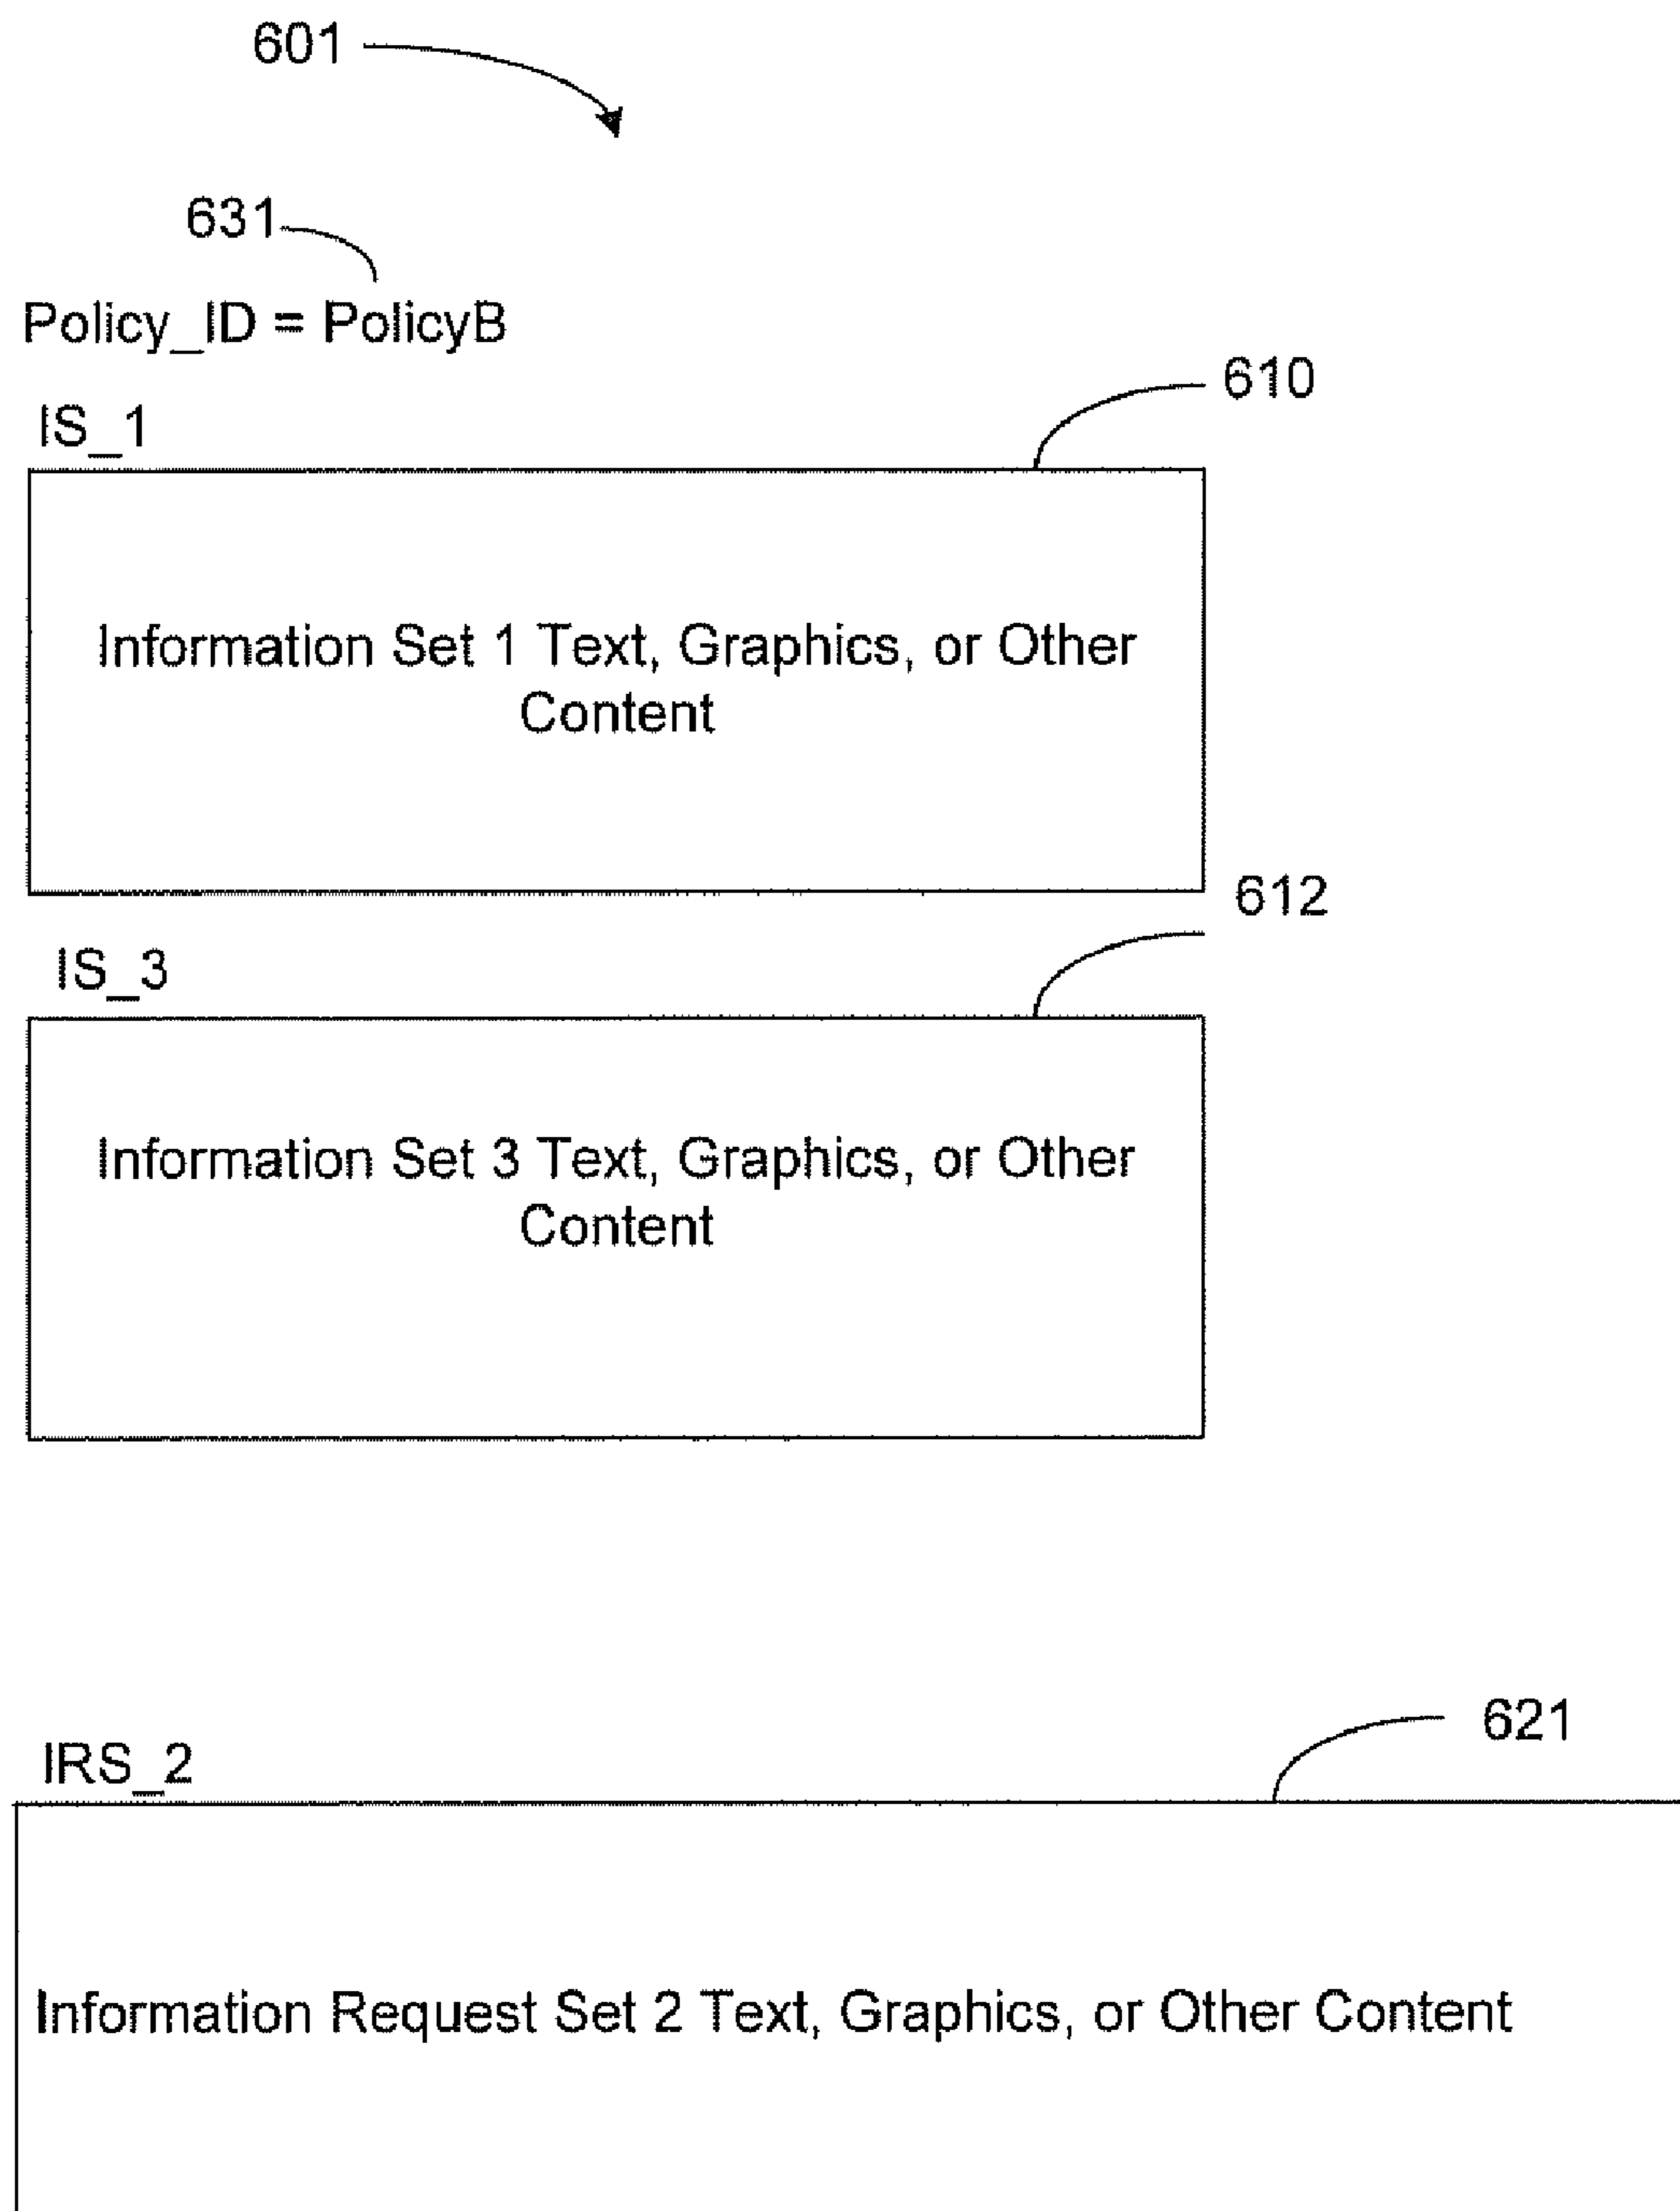 601
631
Policy_ID = PolicyB
610
IS_1
Information Set 1 Text, Graphics, or Other
Content
612
IS_3
Information Set 3 Text, Graphics, or Other
Content
621
IRS_2
Information Request Set 2 Text, Graphics, or Other Content